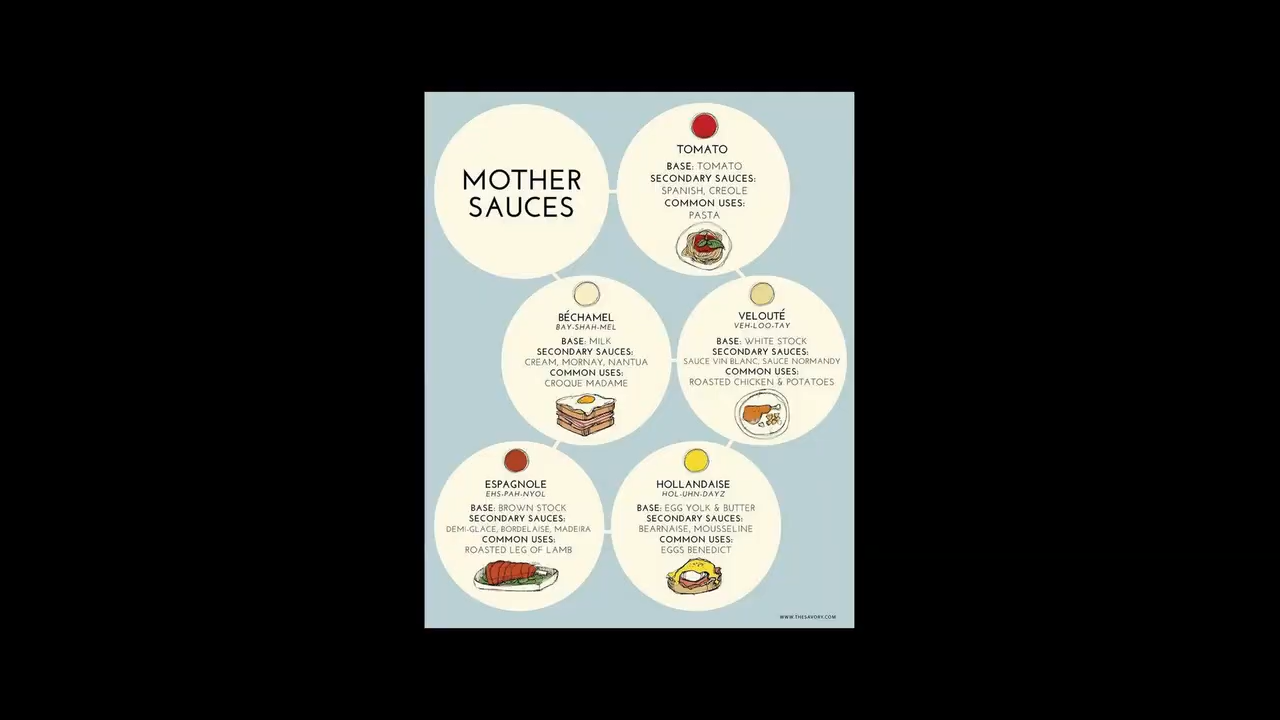 MOTHER
SAUCES
TOMATO
BASE: TOMATO
SECONDARY SAUCES:
SPANISH, CREOLE
COMMON USES:
PASTA
BÉCHAMEL
BAY-SHAH-MEL
BASE: MILK
SECONDARY SAUCES:
CREAM, MORNAY, NANTUA
COMMON USES:
CROQUE MADAME
VELOUTÉ
VEH-LOO-TAY
BASE: WHITE STOCK
SECONDARY SAUCES:
SAUCE VIN BLANC, SAUCE NORMANDY
COMMON USES:
ROASTED CHICKEN & POTATOES
ESPAGNOLE
EHS-PAH-NYOL
BASE: BROWN STOCK
SECONDARY SAUCES:
DEMI-GLACE, BORDELAISE, MADEIRA
COMMON USES:
ROASTED LEG OF LAMB
HOLLANDAISE
HOL-UHN-DAYZ
BASE: EGG YOLK & BUTTER
SECONDARY SAUCES:
BEARNAISE, MOUSSELINE
COMMON USES:
EGGS BENEDICT
WWW.THESAVORY.COM